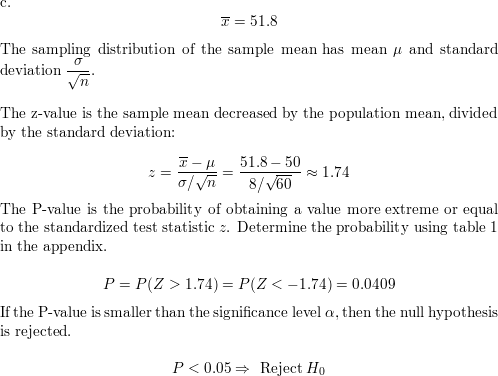 c.
x̅ = 51.8
The sampling distribution of the sample mean has mean μ and standard
deviation σ/√n.
The z-value is the sample mean decreased by the population mean, divided
by the standard deviation:
z = (x̅ − μ)/(σ/√n) = (51.8 − 50)/(8/√60) ≈ 1.74
The P-value is the probability of obtaining a value more extreme or equal
to the standardized test statistic z. Determine the probability using table 1
in the appendix.
P = P(Z > 1.74) = P(Z < −1.74) = 0.0409
If the P-value is smaller than the significance level α, then the null hypothesis
is rejected.
P < 0.05 ⇒ Reject H₀